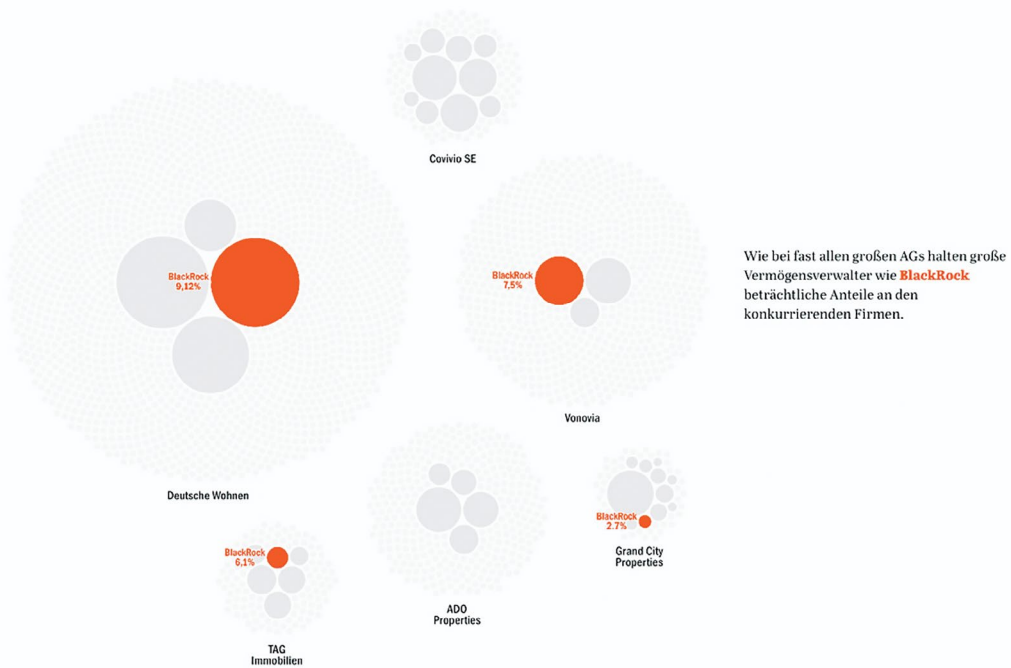 Covivio SE
BlackRock
9,12%
Deutsche Wohnen
BlackRock
7,5%
Vonovia
Wie bei fast allen großen AGs halten große
Vermögensverwalter wie BlackRock
beträchtliche Anteile an den
konkurrierenden Firmen.
BlackRock
6,1%
TAG
Immobilien
ADO
Properties
BlackRock
2.7%
Grand City
Properties